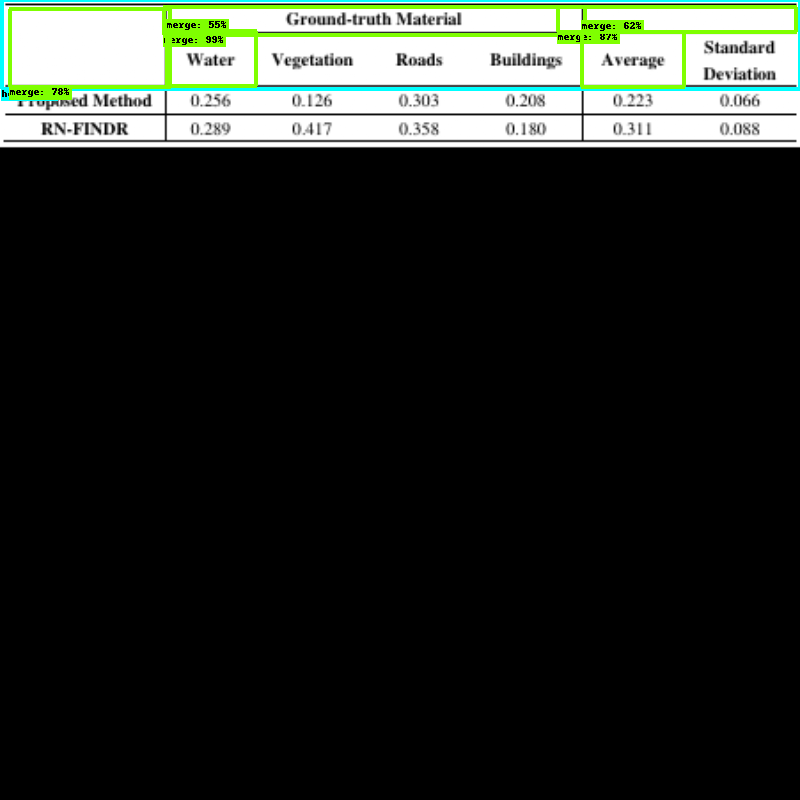 Ground-truth Material
merge: 55%
merge: 62%
erge: 99%
merge: 87%
Water Vegetation Roads Buildings Average Standard
Deviation
merge: 78%
Proposed Method 0.256 0.126 0.303 0.208 0.223 0.066
RN-FINDR 0.289 0.417 0.358 0.180 0.311 0.088